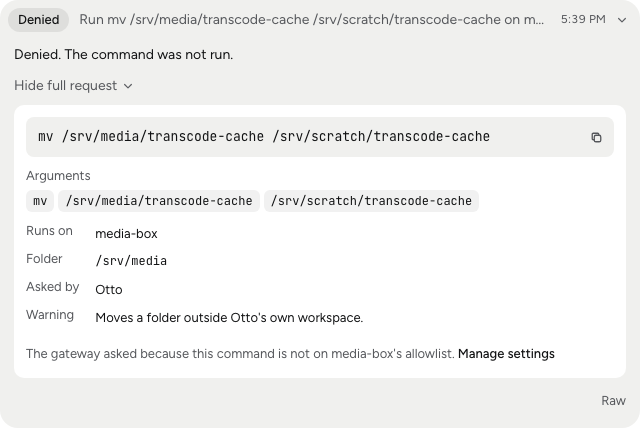 Denied Run mv /srv/media/transcode-cache /srv/scratch/transcode-cache on m... 5:39 PM
Denied. The command was not run.
Hide full request
mv /srv/media/transcode-cache /srv/scratch/transcode-cache
Arguments
mv /srv/media/transcode-cache /srv/scratch/transcode-cache
Runs on media-box
Folder /srv/media
Asked by Otto
Warning Moves a folder outside Otto's own workspace.
The gateway asked because this command is not on media-box's allowlist. Manage settings
Raw